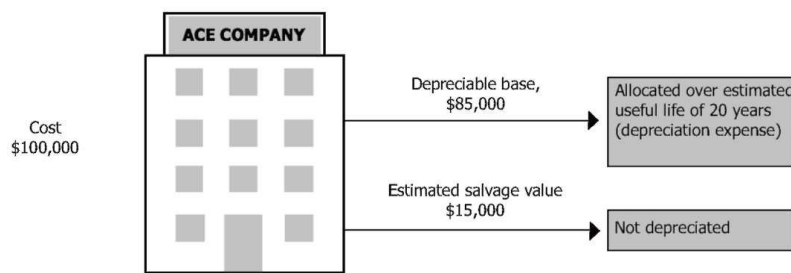 ACE COMPANY
Cost
$100,000
Depreciable base,
$85,000
Allocated over estimated
useful life of 20 years
(depreciation expense)
Estimated salvage value
$15,000
Not depreciated